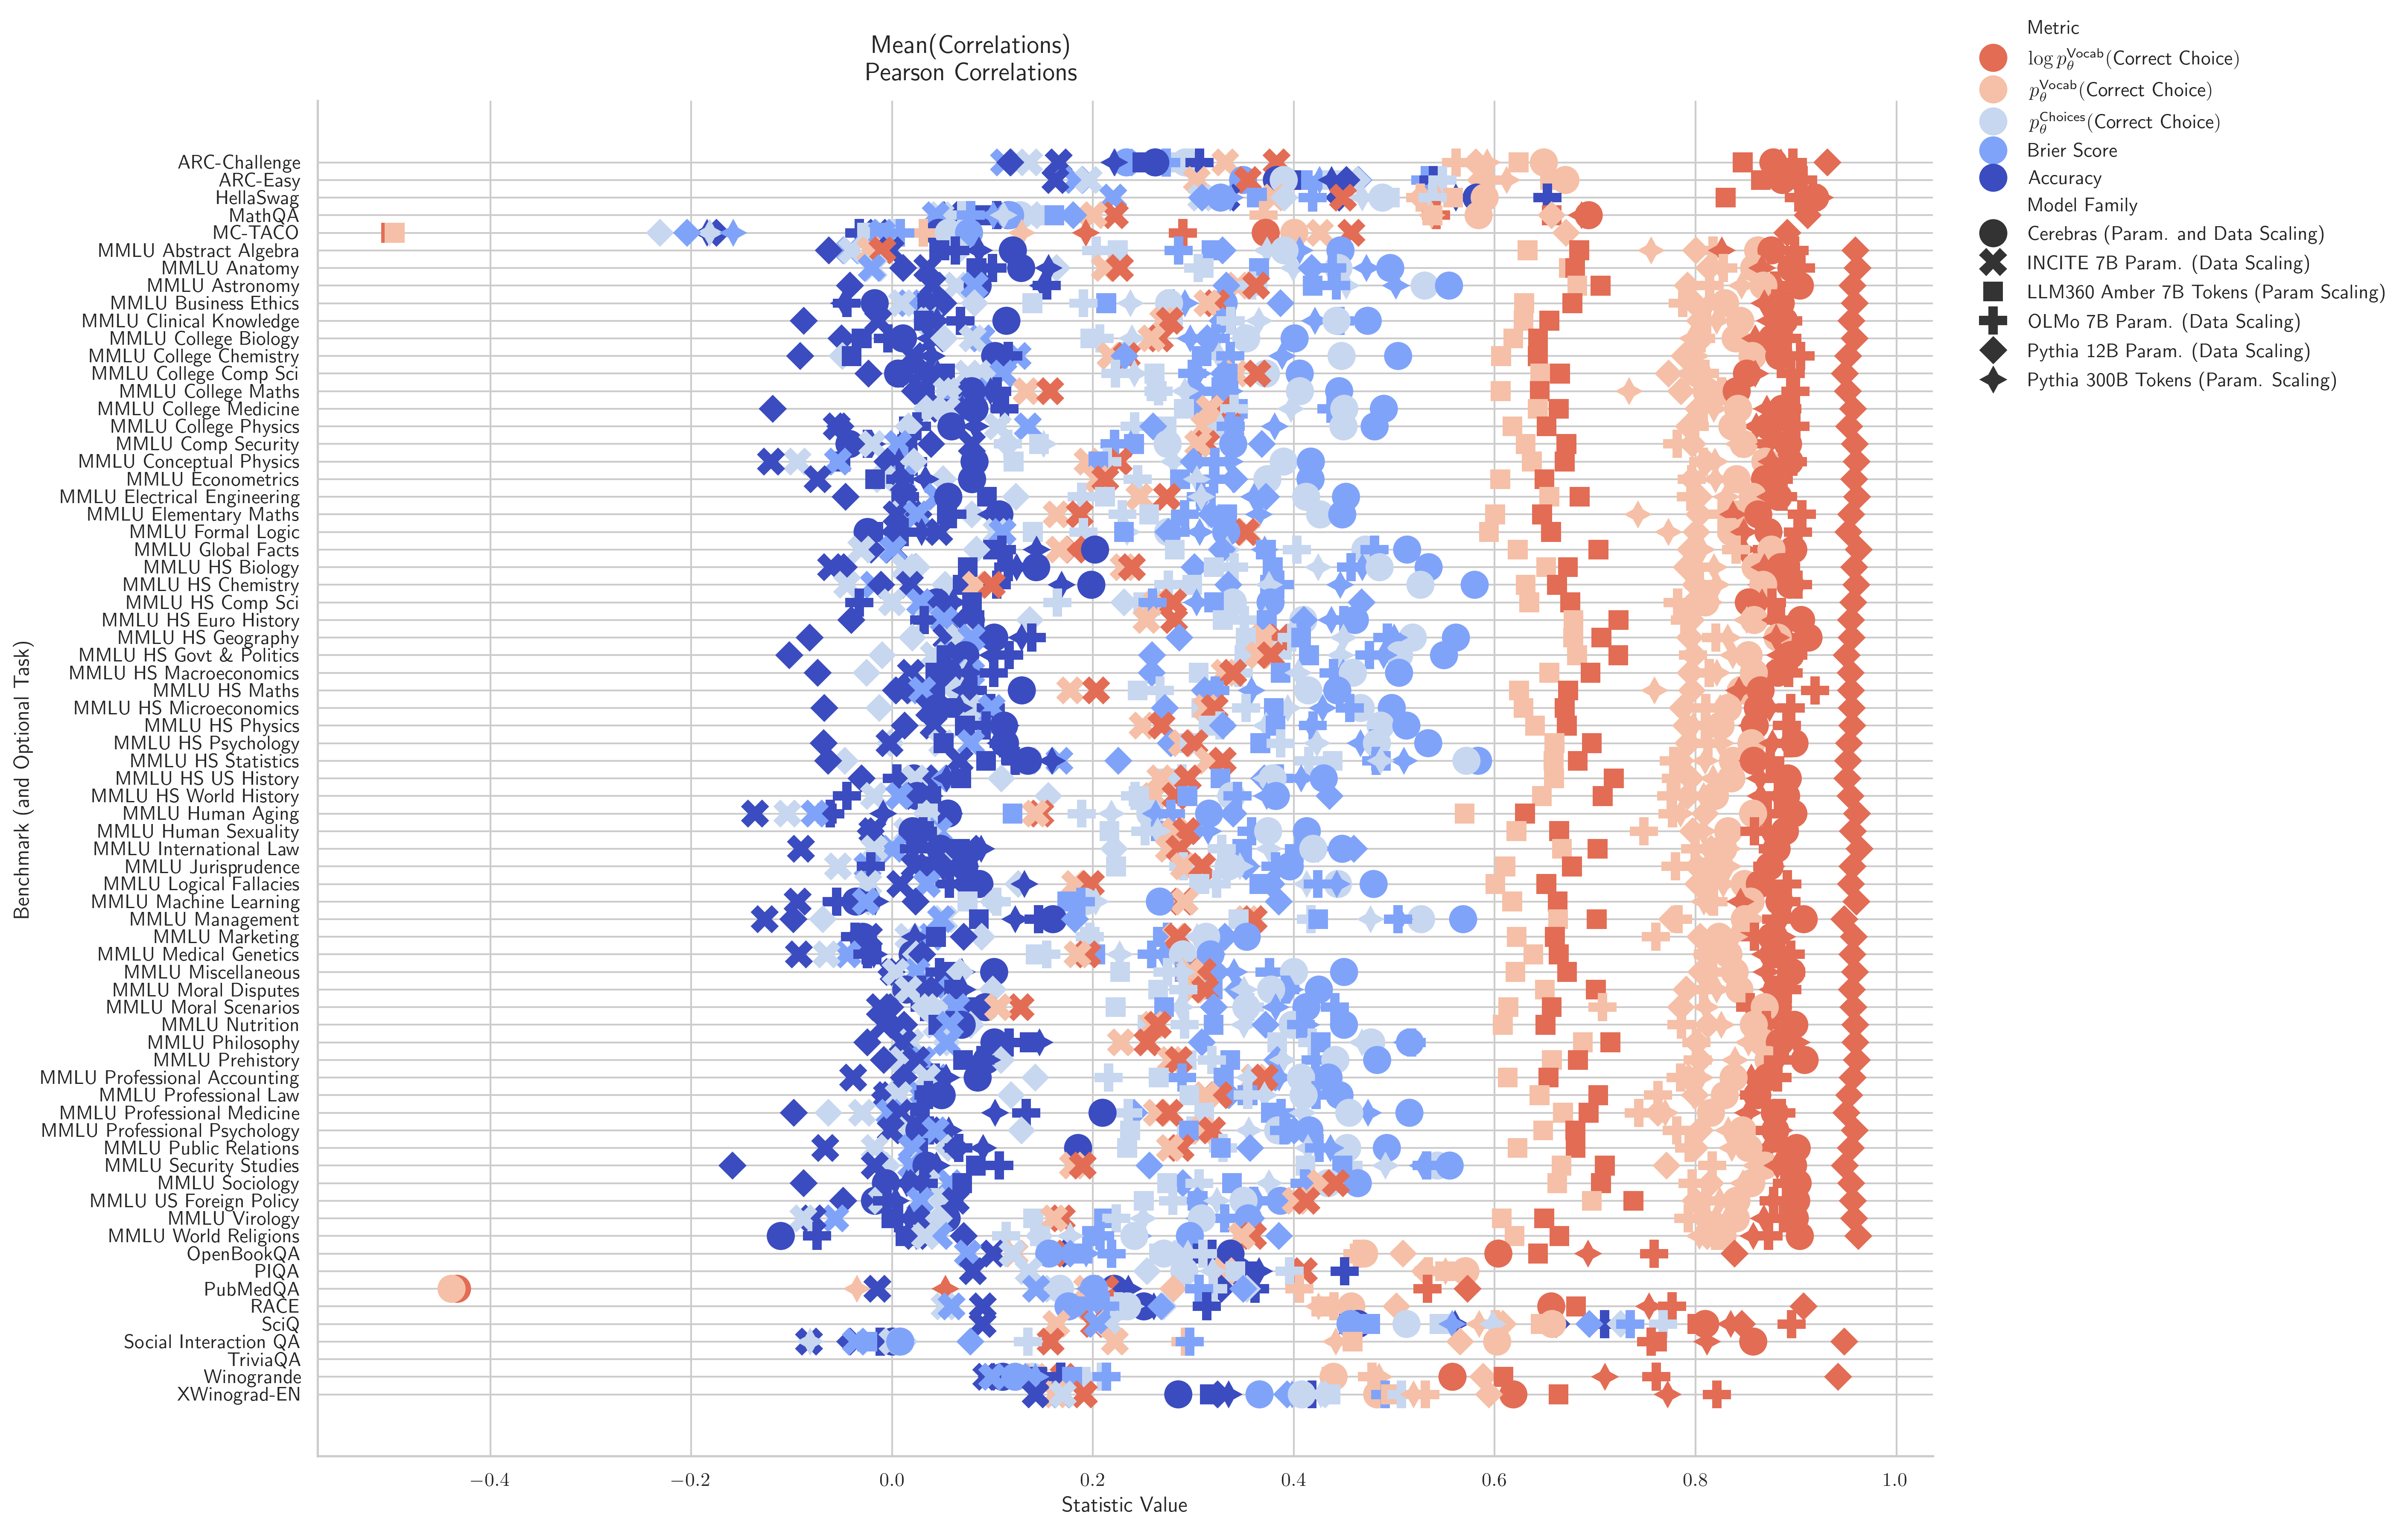 Mean(Correlations)
Pearson Correlations
Benchmark (and Optional Task)
ARC-Challenge
ARC-Easy
HellaSwag
MathQA
MC-TACO
MMLU Abstract Algebra
MMLU Anatomy
MMLU Astronomy
MMLU Business Ethics
MMLU Clinical Knowledge
MMLU College Biology
MMLU College Chemistry
MMLU College Comp Sci
MMLU College Maths
MMLU College Medicine
MMLU College Physics
MMLU Comp Security
MMLU Conceptual Physics
MMLU Econometrics
MMLU Electrical Engineering
MMLU Elementary Maths
MMLU Formal Logic
MMLU Global Facts
MMLU HS Biology
MMLU HS Chemistry
MMLU HS Comp Sci
MMLU HS Euro History
MMLU HS Geography
MMLU HS Govt & Politics
MMLU HS Macroeconomics
MMLU HS Maths
MMLU HS Microeconomics
MMLU HS Physics
MMLU HS Psychology
MMLU HS Statistics
MMLU HS US History
MMLU HS World History
MMLU Human Aging
MMLU Human Sexuality
MMLU International Law
MMLU Jurisprudence
MMLU Logical Fallacies
MMLU Machine Learning
MMLU Management
MMLU Marketing
MMLU Medical Genetics
MMLU Miscellaneous
MMLU Moral Disputes
MMLU Moral Scenarios
MMLU Nutrition
MMLU Philosophy
MMLU Prehistory
MMLU Professional Accounting
MMLU Professional Law
MMLU Professional Medicine
MMLU Professional Psychology
MMLU Public Relations
MMLU Security Studies
MMLU Sociology
MMLU US Foreign Policy
MMLU Virology
MMLU World Religions
OpenBookQA
PIQA
PubMedQA
RACE
SciQ
Social Interaction QA
TriviaQA
Winogrande
XWinograd-EN
−0.4 −0.2 0.0 0.2 0.4 0.6 0.8 1.0
Statistic Value
Metric
log p_θ^Vocab(Correct Choice)
p_θ^Vocab(Correct Choice)
p_θ^Choices(Correct Choice)
Brier Score
Accuracy
Model Family
Cerebras (Param. and Data Scaling)
INCITE 7B Param. (Data Scaling)
LLM360 Amber 7B Tokens (Param Scaling)
OLMo 7B Param. (Data Scaling)
Pythia 12B Param. (Data Scaling)
Pythia 300B Tokens (Param. Scaling)